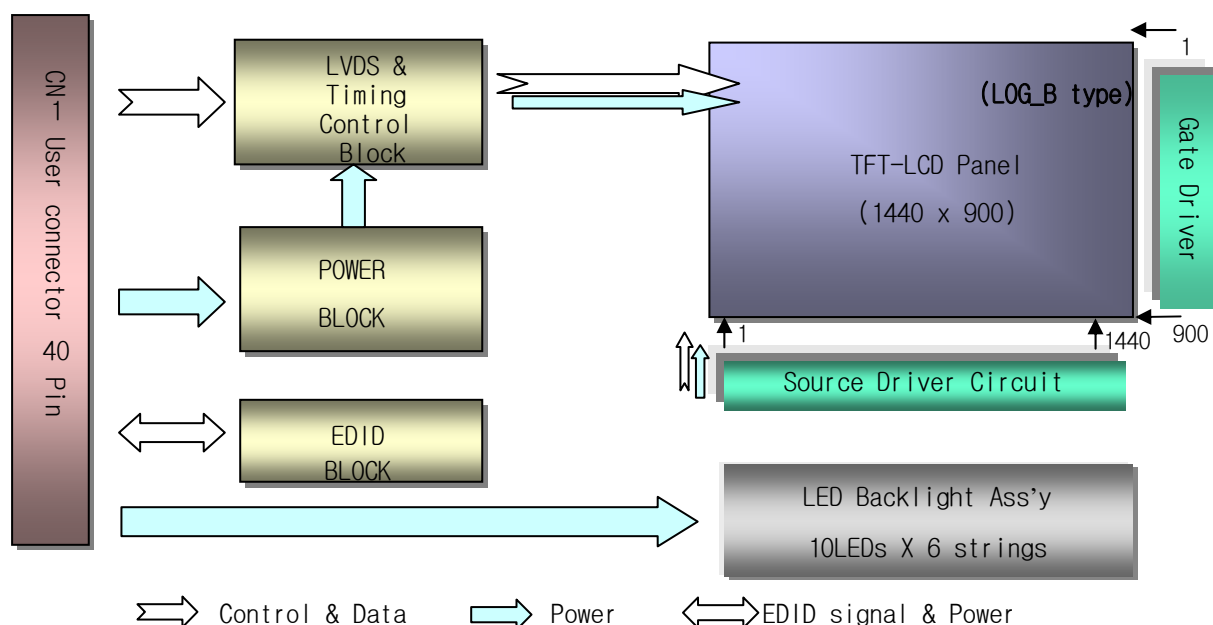 CN-1 User connector 40 Pin
LVDS &
Timing
Control
Block
POWER
BLOCK
EDID
BLOCK
(LOG_B type)
TFT-LCD Panel
(1440 x 900)
1
Gate Driver
900
1
1440
Source Driver Circuit
LED Backlight Ass’y
10LEDs X 6 strings
Control & Data
Power
EDID signal & Power